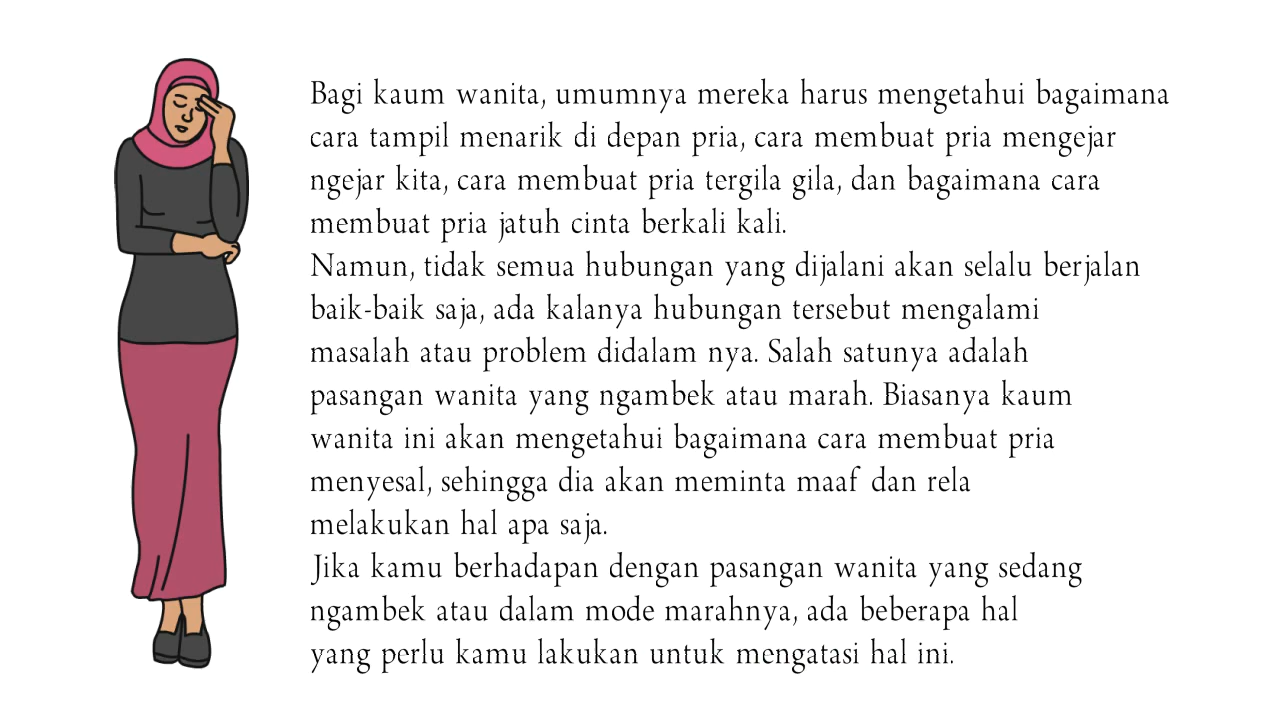 Bagi kaum wanita, umumnya mereka harus mengetahui bagaimana
cara tampil menarik di depan pria, cara membuat pria mengejar
ngejar kita, cara membuat pria tergila gila, dan bagaimana cara
membuat pria jatuh cinta berkali kali.
Namun, tidak semua hubungan yang dijalani akan selalu berjalan
baik-baik saja, ada kalanya hubungan tersebut mengalami
masalah atau problem didalam nya. Salah satunya adalah
pasangan wanita yang ngambek atau marah. Biasanya kaum
wanita ini akan mengetahui bagaimana cara membuat pria
menyesal, sehingga dia akan meminta maaf dan rela
melakukan hal apa saja.
Jika kamu berhadapan dengan pasangan wanita yang sedang
ngambek atau dalam mode marahnya, ada beberapa hal
yang perlu kamu lakukan untuk mengatasi hal ini.